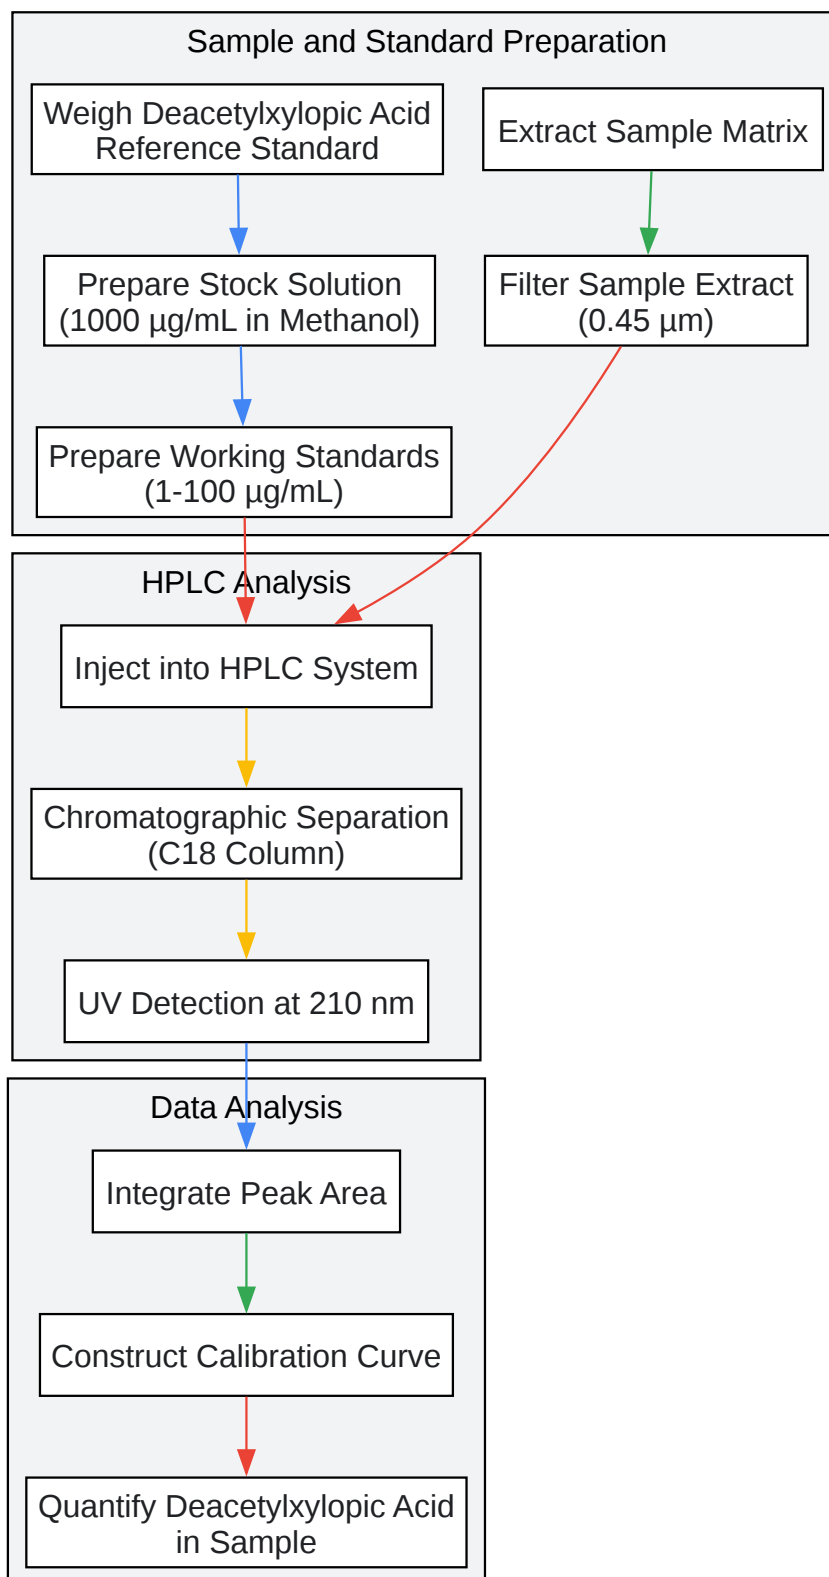 Sample and Standard Preparation
Weigh Deacetylxylopic Acid
Reference Standard
Extract Sample Matrix
Prepare Stock Solution
(1000 µg/mL in Methanol)
Filter Sample Extract
(0.45 µm)
Prepare Working Standards
(1-100 µg/mL)
HPLC Analysis
Inject into HPLC System
Chromatographic Separation
(C18 Column)
UV Detection at 210 nm
Data Analysis
Integrate Peak Area
Construct Calibration Curve
Quantify Deacetylxylopic Acid
in Sample